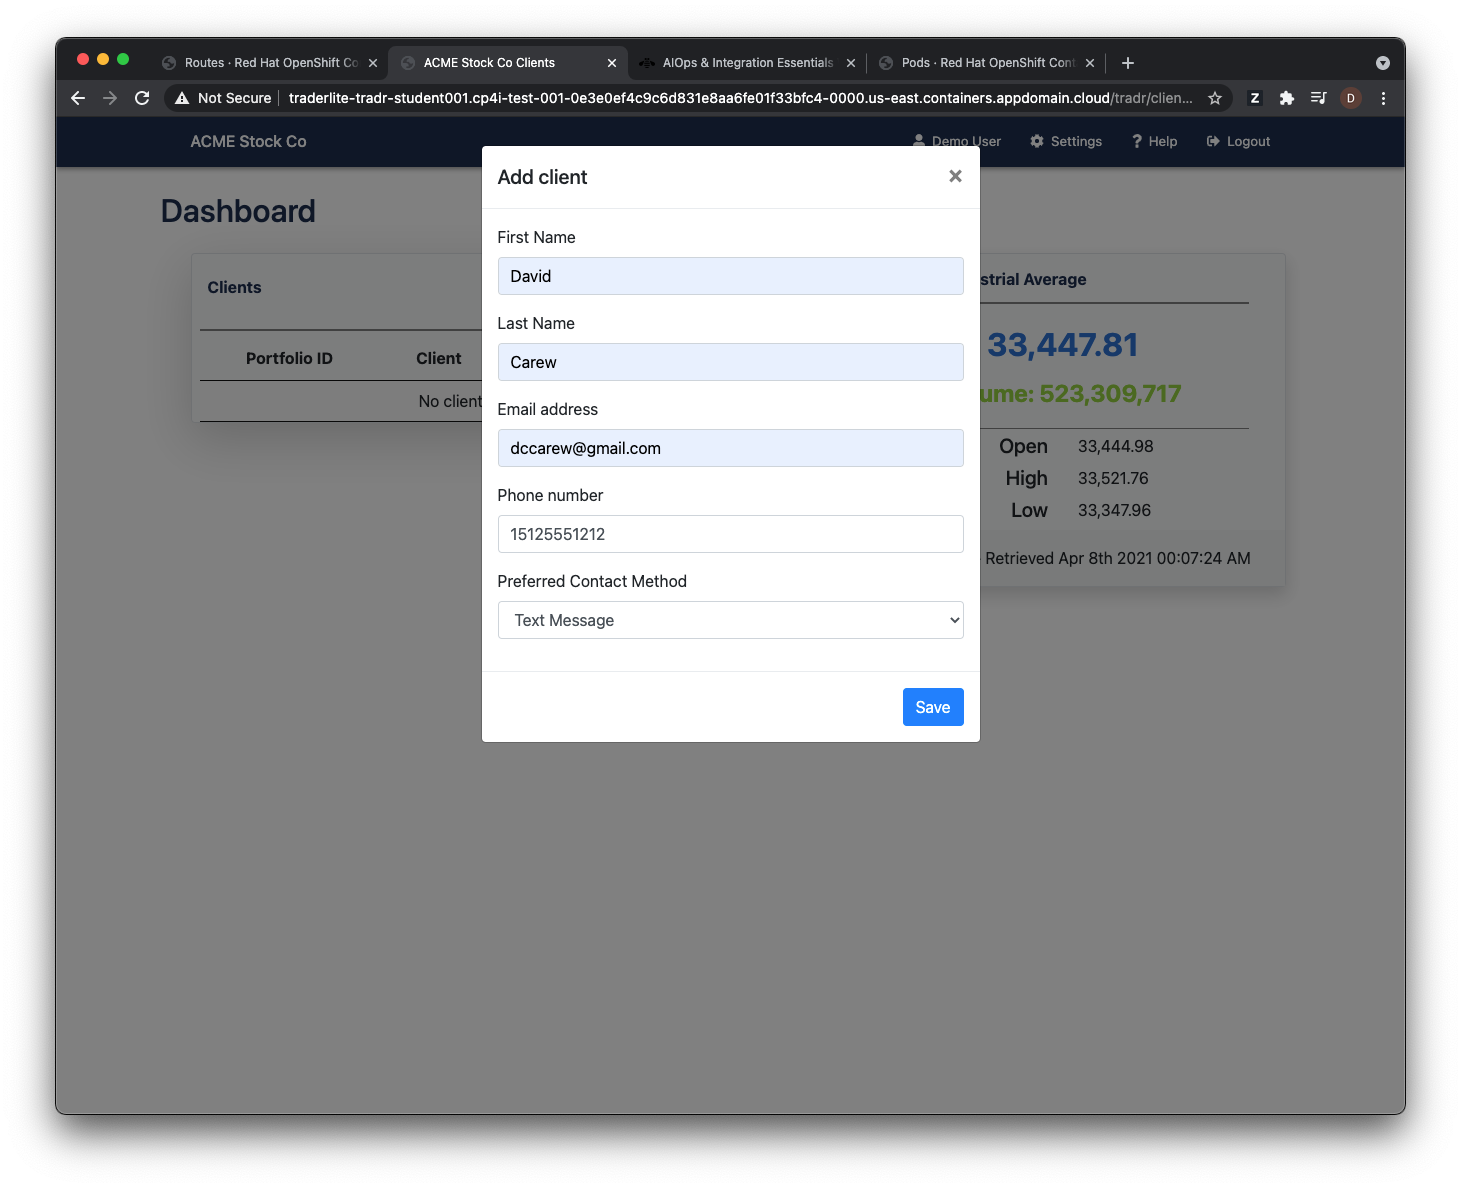 Routes · Red Hat OpenShift Co
ACME Stock Co Clients
AIOps & Integration Essentials
Pods · Red Hat OpenShift Cont
Not Secure
traderlite-tradr-student001.cp4i-test-001-0e3e0ef4c9c6d831e8aa6fe01f33bfc4-0000.us-east.containers.appdomain.cloud/tradr/clien...
Z
D
ACME Stock Co
Demo User
Settings
Help
Logout
Dashboard
Clients
Portfolio ID
Client
No client
Add client
First Name
David
Last Name
Carew
Email address
dccarew@gmail.com
Phone number
15125551212
Preferred Contact Method
Text Message
Save
strial Average
33,447.81
ume: 523,309,717
Open 33,444.98
High 33,521.76
Low 33,347.96
Retrieved Apr 8th 2021 00:07:24 AM